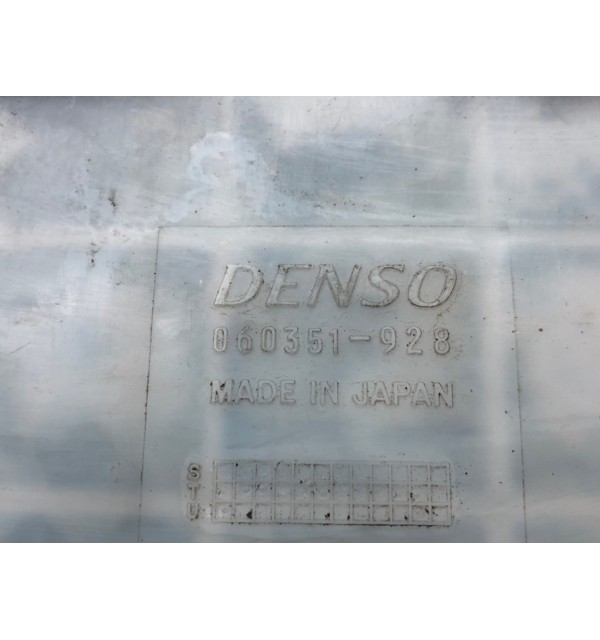 DENSO
060351-928
MADE IN JAPAN
S
T
U